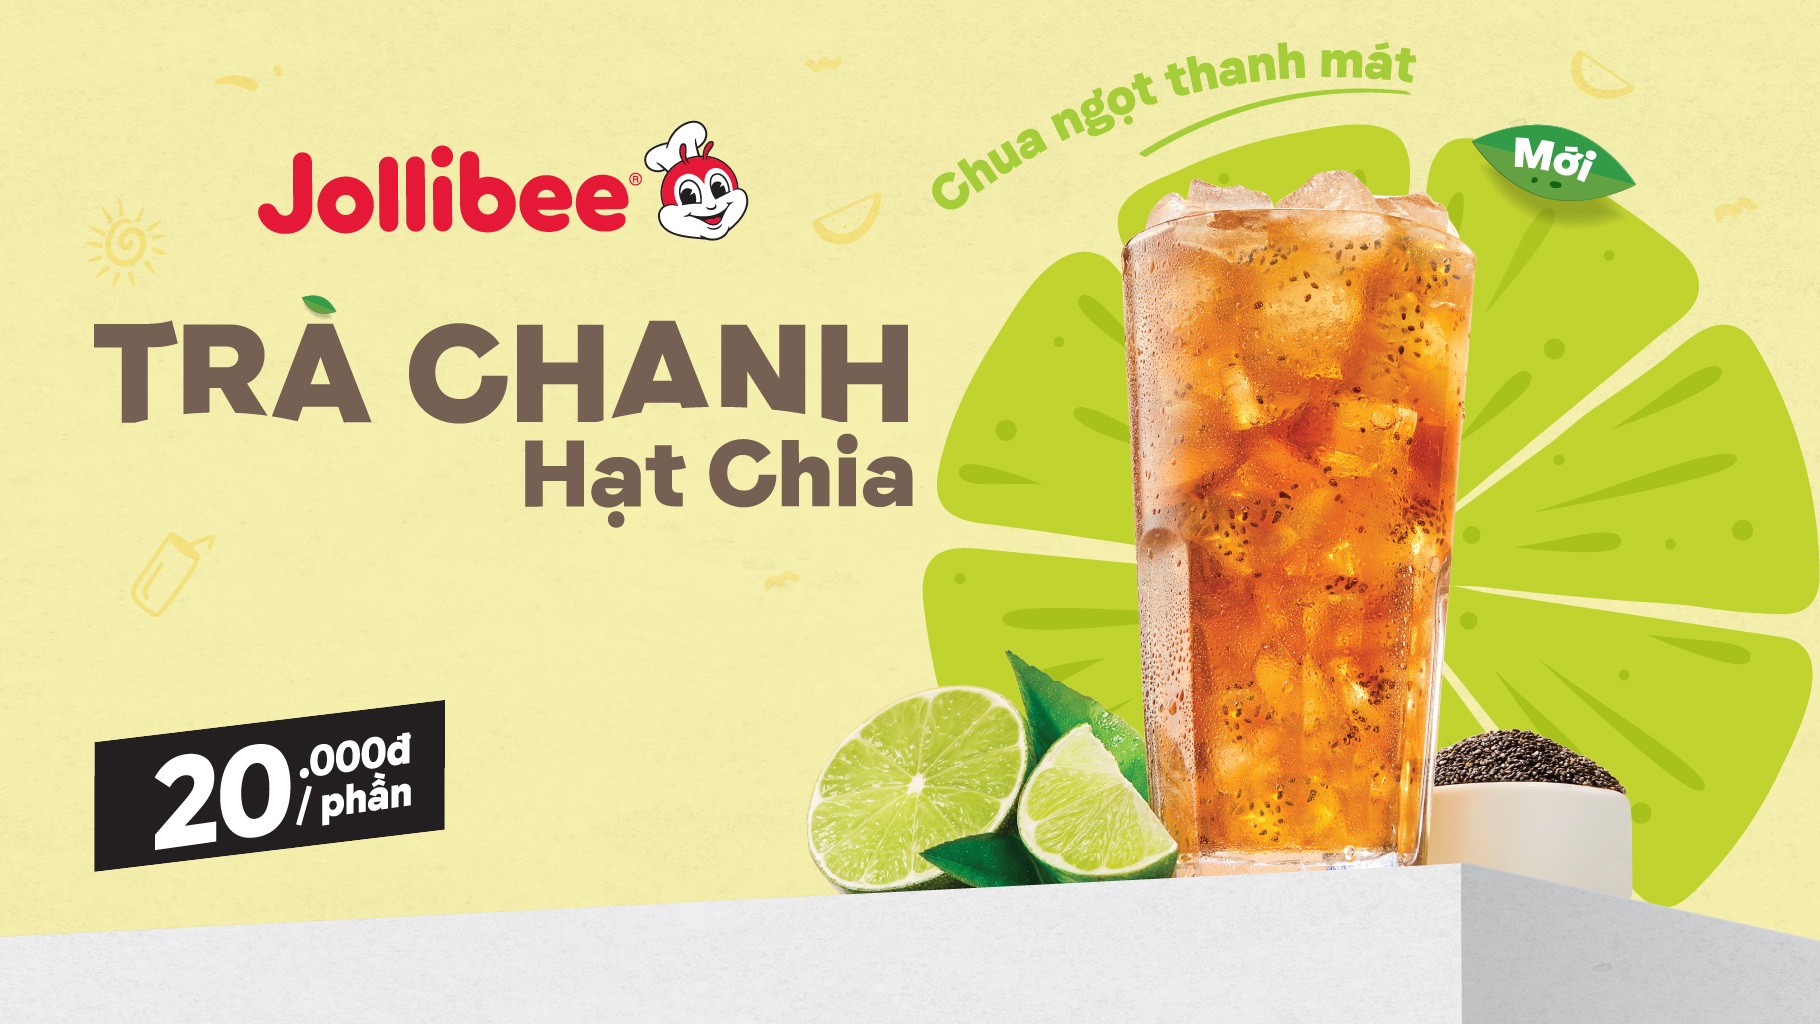 Jollibee®
TRÀ CHANH
Hạt Chia
20.000đ
/ phần
Chua ngọt thanh mát
Mới